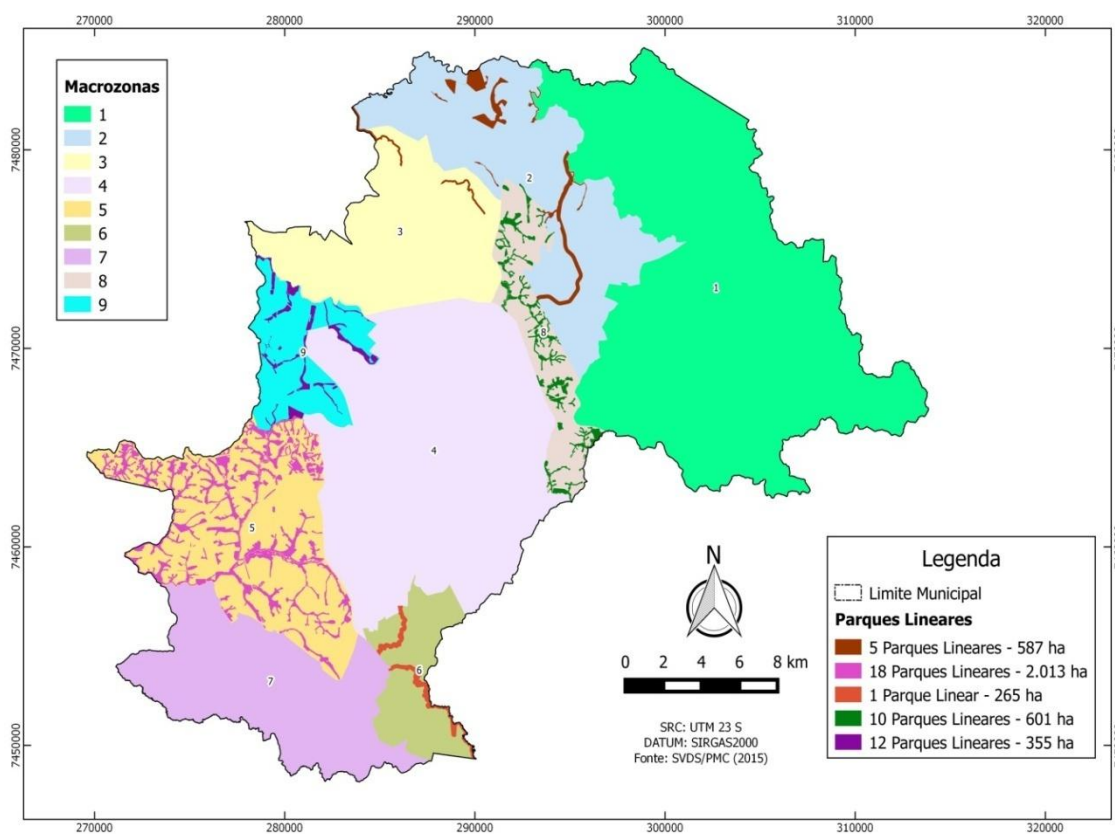 270000 280000 290000 300000 310000 320000
Macrozonas
1
2
3
4
5
6
7
8
9
7480000
7470000
7460000
7450000
2
3
1
8
9
4
5
6
7
N
0 2 4 6 8 km
SRC: UTM 23 S
DATUM: SIRGAS2000
Fonte: SVDS/PMC (2015)
Legenda
Limite Municipal
Parques Lineares
5 Parques Lineares - 587 ha
18 Parques Lineares - 2.013 ha
1 Parque Linear - 265 ha
10 Parques Lineares - 601 ha
12 Parques Lineares - 355 ha
7480000
7470000
270000 280000 290000 300000 310000 320000